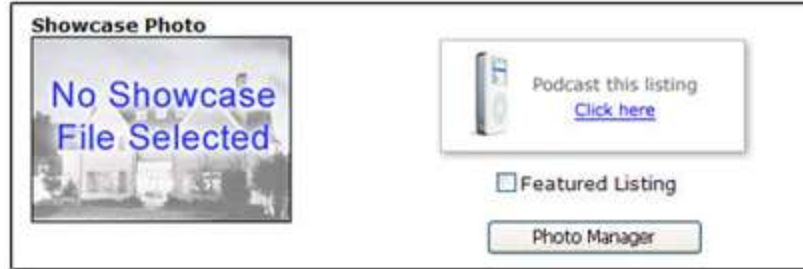 Showcase Photo
No Showcase
File Selected
Podcast this listing
Click here
Featured Listing
Photo Manager